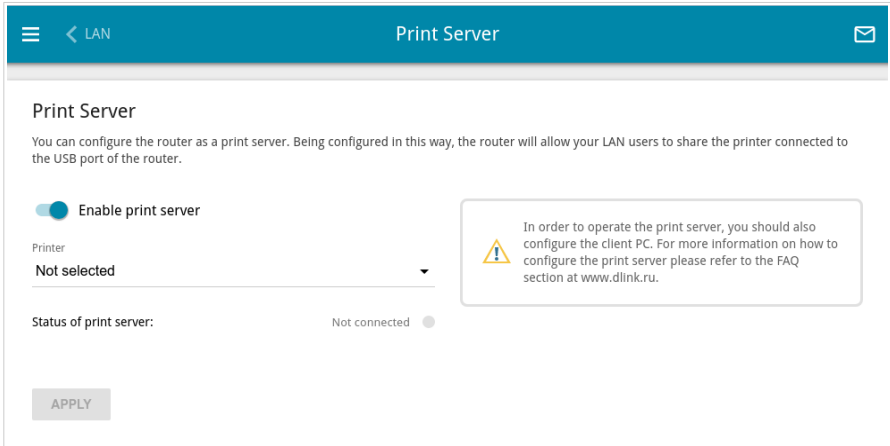 LAN
Print Server
Print Server
You can configure the router as a print server. Being configured in this way, the router will allow your LAN users to share the printer connected to
the USB port of the router.
Enable print server
Printer
Not selected
In order to operate the print server, you should also
configure the client PC. For more information on how to
configure the print server please refer to the FAQ
section at www.dlink.ru.
Status of print server:
Not connected
APPLY